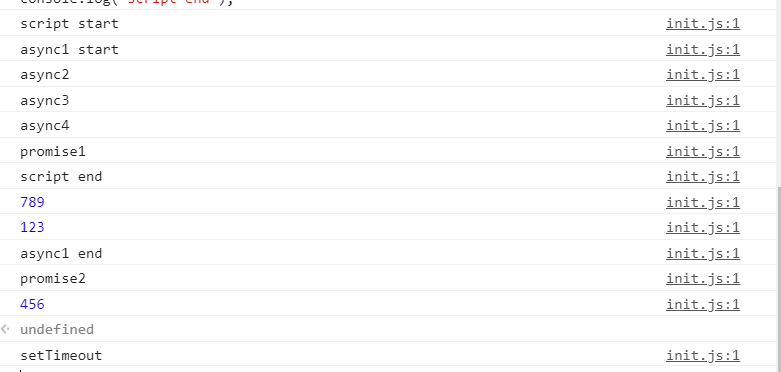 console.log("script end");
script start init.js:1
async1 start init.js:1
async2 init.js:1
async3 init.js:1
async4 init.js:1
promise1 init.js:1
script end init.js:1
789 init.js:1
123 init.js:1
async1 end init.js:1
promise2 init.js:1
456 init.js:1
undefined
setTimeout init.js:1